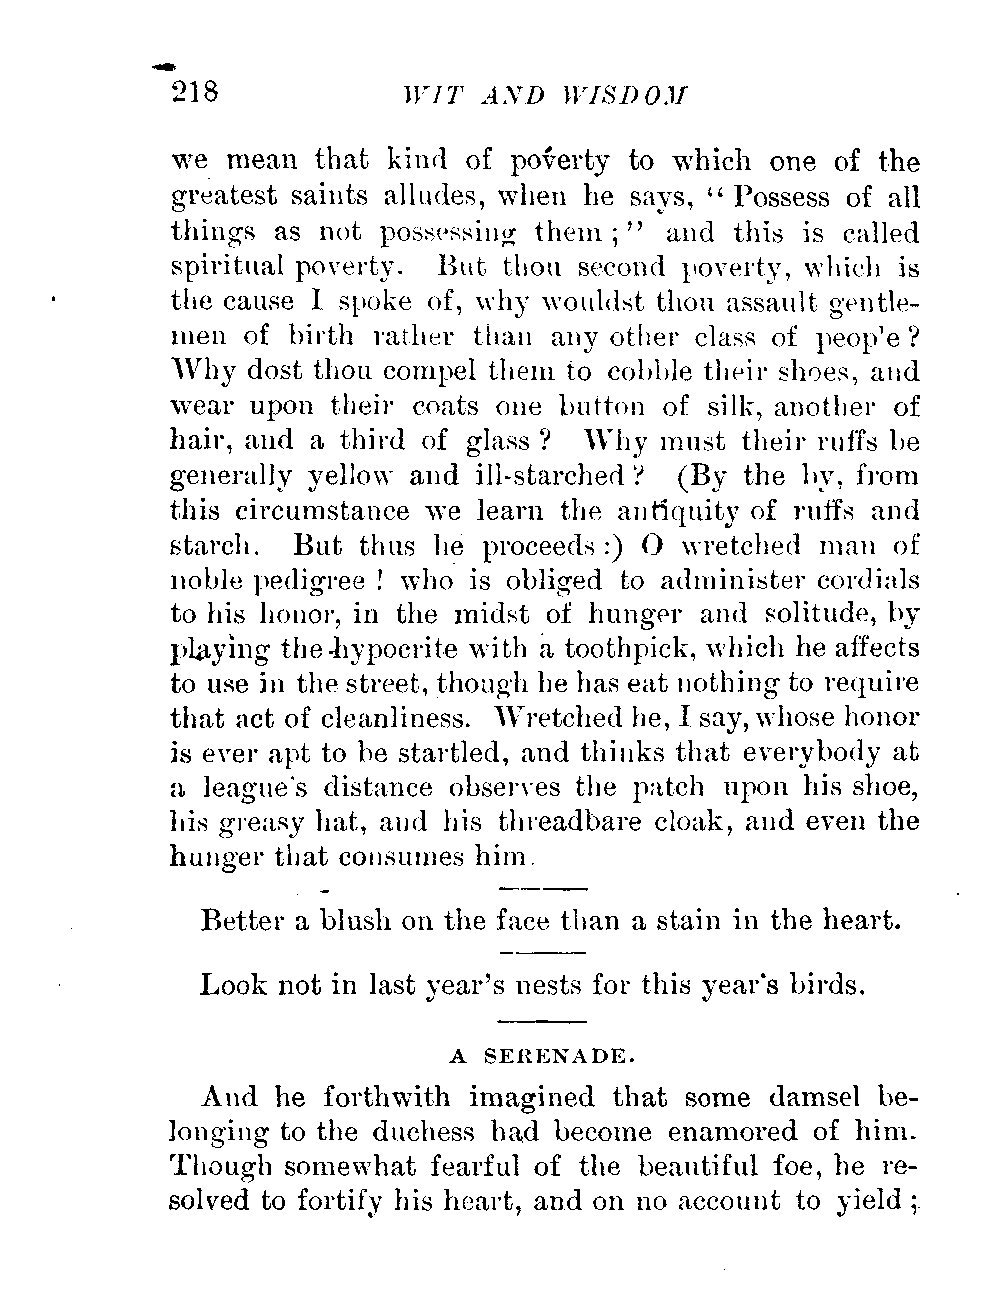 218 WIT AND WISDOM
we mean that kind of poverty to which one of the
greatest saints alludes, when he says, “ Possess of all
things as not possessing them ; ” and this is called
spiritual poverty. But thou second poverty, which is
the cause I spoke of, why wouldst thou assault gentle-
men of birth rather than any other class of peop'e ?
Why dost thou compel them to cobble their shoes, and
wear upon their coats one button of silk, another of
hair, and a third of glass ? Why must their ruffs be
generally yellow and ill-starched ? (By the by, from
this circumstance we learn the antiquity of ruffs and
starch. But thus he proceeds :) O wretched man of
noble pedigree ! who is obliged to administer cordials
to his honor, in the midst of hunger and solitude, by
playing the hypocrite with a toothpick, which he affects
to use in the street, though he has eat nothing to require
that act of cleanliness. Wretched he, I say, whose honor
is ever apt to be startled, and thinks that everybody at
a league's distance observes the patch upon his shoe,
his greasy hat, and his threadbare cloak, and even the
hunger that consumes him.
Better a blush on the face than a stain in the heart.
Look not in last year’s nests for this year's birds.
A SERENADE.
And he forthwith imagined that some damsel be-
longing to the duchess had become enamored of him.
Though somewhat fearful of the beautiful foe, he re-
solved to fortify his heart, and on no account to yield ;